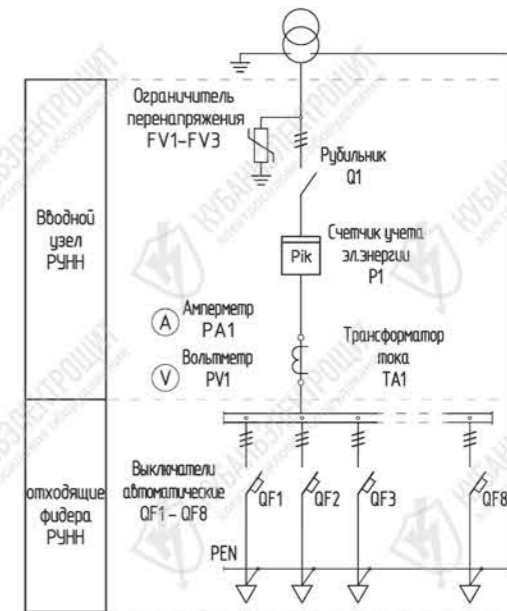 Ограничитель
перенапряжения
FV1-FV3
Рубильник
Q1
Вводной
узел
РУНН
Счетчик учета
эл.энергии
P1
Pik
Амперметр
PA1
A
Вольтметр
PV1
V
Трансформатор
тока
TA1
отходящие
фидера
РУНН
Выключатели
автоматические
QF1 - QF8
QF1
QF2
QF3
QF8
PEN
КУБАНЬЭЛЕКТРОЩИТ